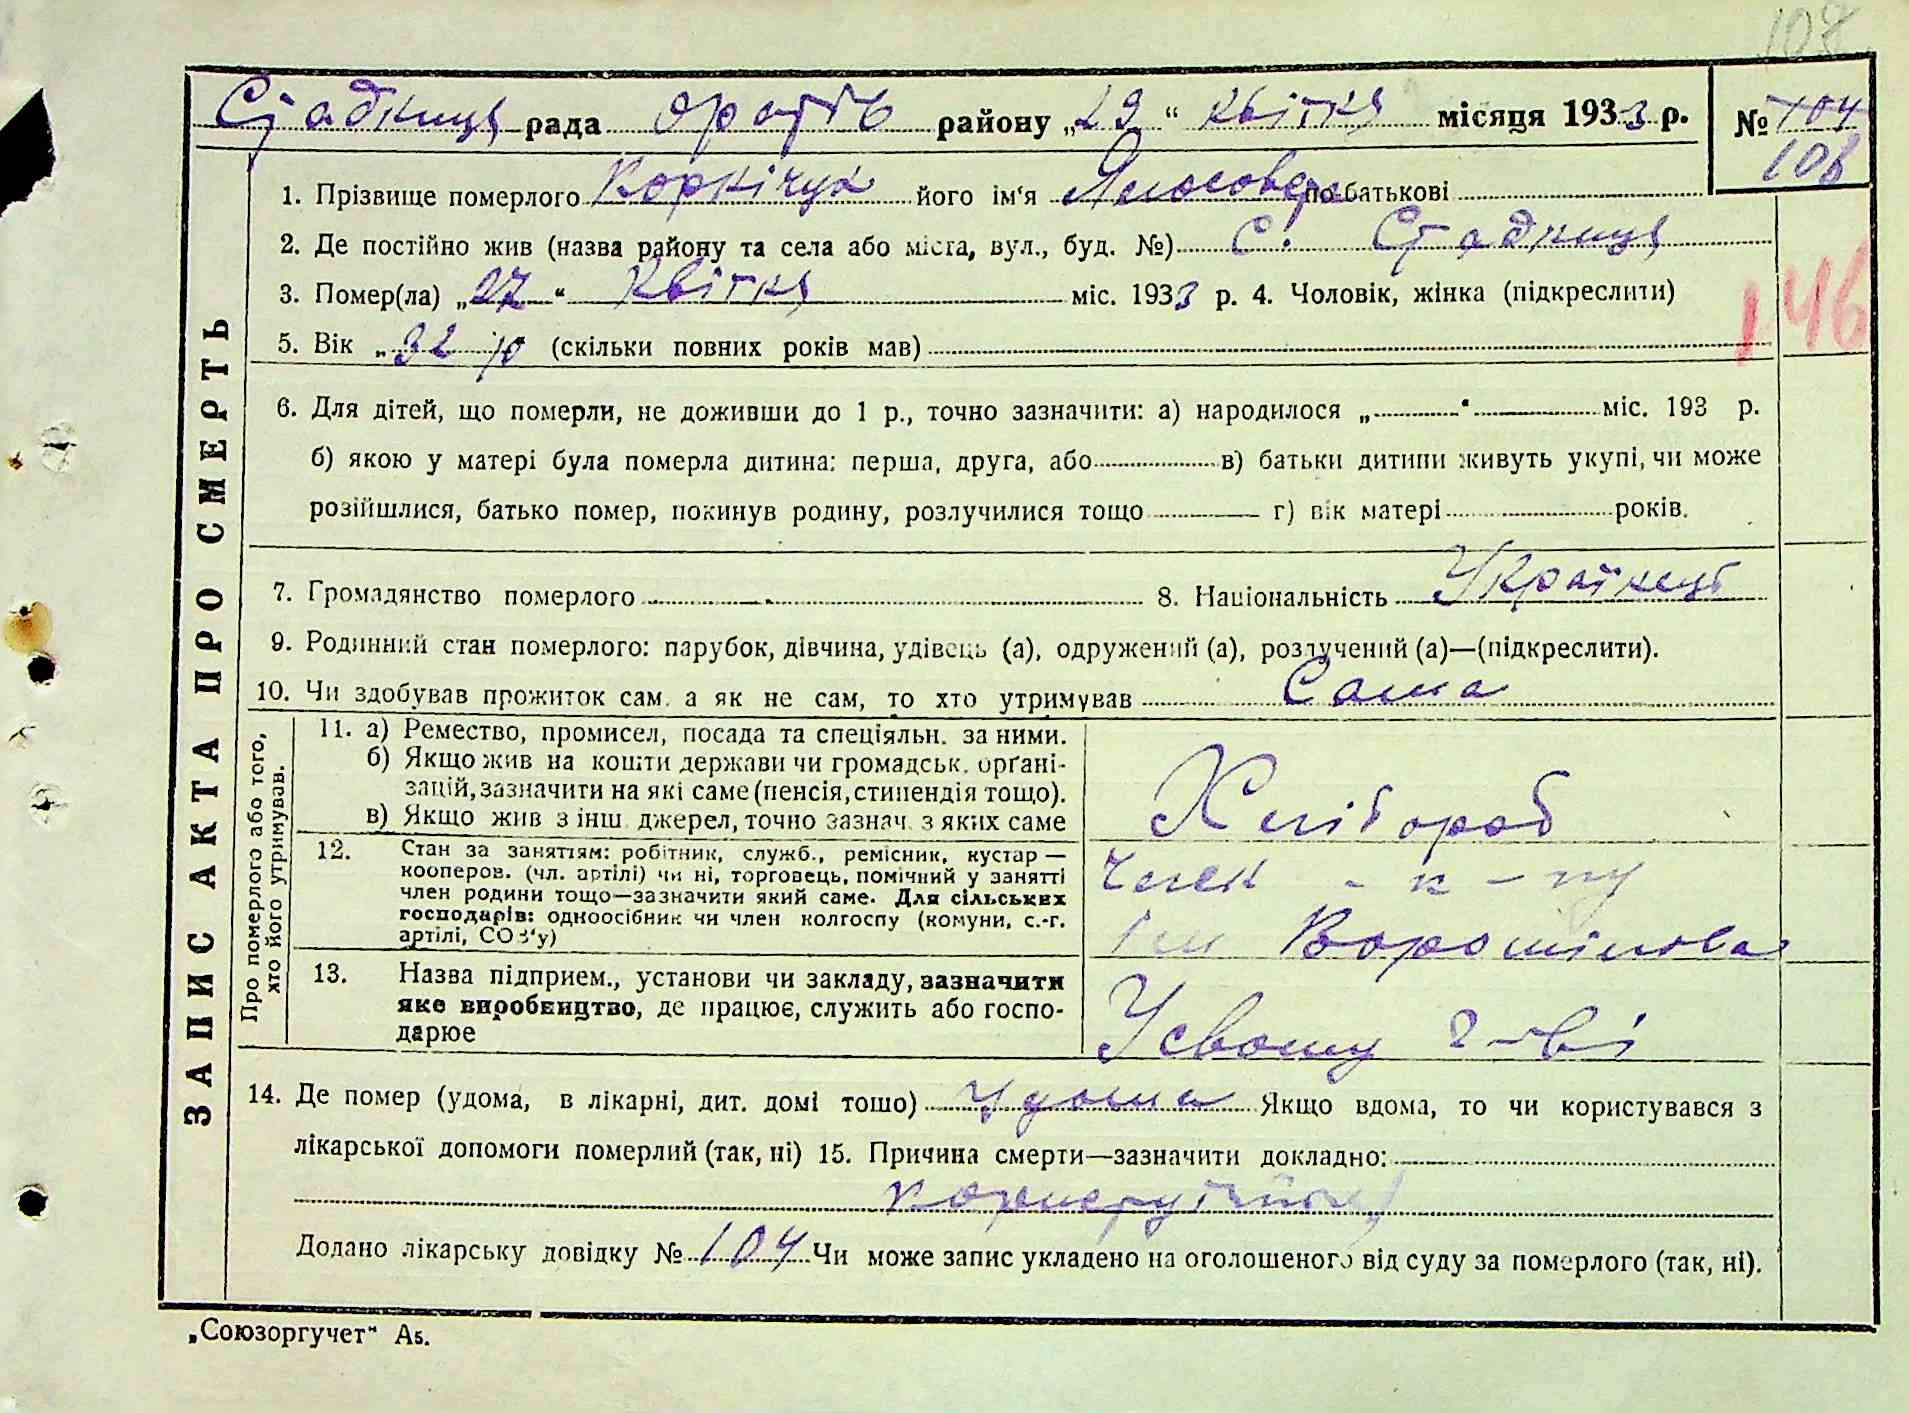 108
Стадниця рада Оратів району „29“ Квітня місяця 1933 р. № 104
106
1. Прізвище померлого Коркічук його ім‘я по-батькові
2. Де постійно жив (назва району та села або міста, вул., буд. №) С. Стадниця
3. Помер(ла) „27“ Квітня міс. 1933 р. 4. Чоловік, жінка (підкреслити)
146
5. Вік „32 р (скільки повних років мав)
6. Для дітей, що померли, не доживши до 1 р., точно зазначити: а) народилося „ “ міс. 193 р.
б) якою у матері була померла дитина: перша, друга, або в) батьки дитини живуть укупі, чи може
розійшлися, батько помер, покинув родину, розлучилися тощо г) вік матері років.
7. Громадянство померлого 8. Національність Українець
9. Родинний стан померлого: парубок, дівчина, удівець (а), одружений (а), розлучений (а)—(підкреслити).
10. Чи здобував прожиток сам, а як не сам, то хто утримував Сама
ЗАПИС АКТА ПРО СМЕРТЬ
Про померлого або того,
хто його утримував.
11. а) Ремество, промисел, посада та спеціяльн. за ними.
б) Якщо жив на кошти держави чи громадськ. орґані-
зацій, зазначити на які саме (пенсія, стипендія тощо).
в) Якщо жив з інш. джерел, точно зазнач. з яких саме
Хлібороб
12. Стан за заняттям: робітник, служб., ремісник, кустар—
кооперов. (чл. артілі) чи ні, торговець, помічний у занятті
член родини тощо—зазначити який саме. Для сільських
господарів: одноосібник чи член колгоспу (комуни, с.-г.
артілі, СОЗ‘у)
Член - к - пу
ім Ворошілова
13. Назва підприєм., установи чи закладу, зазначити
яке виробництво, де працює, служить або госпо-
дарює
Усвому г-ві
14. Де помер (удома, в лікарні, дит. домі тощо) Удома Якщо вдома, то чи користувався з
лікарської допомоги померлий (так, ні) 15. Причина смерти—зазначити докладно:
Додано лікарську довідку № 104 Чи може запис укладено на оголошеного від суду за померлого (так, ні).
„Союзоргучет“ А5.